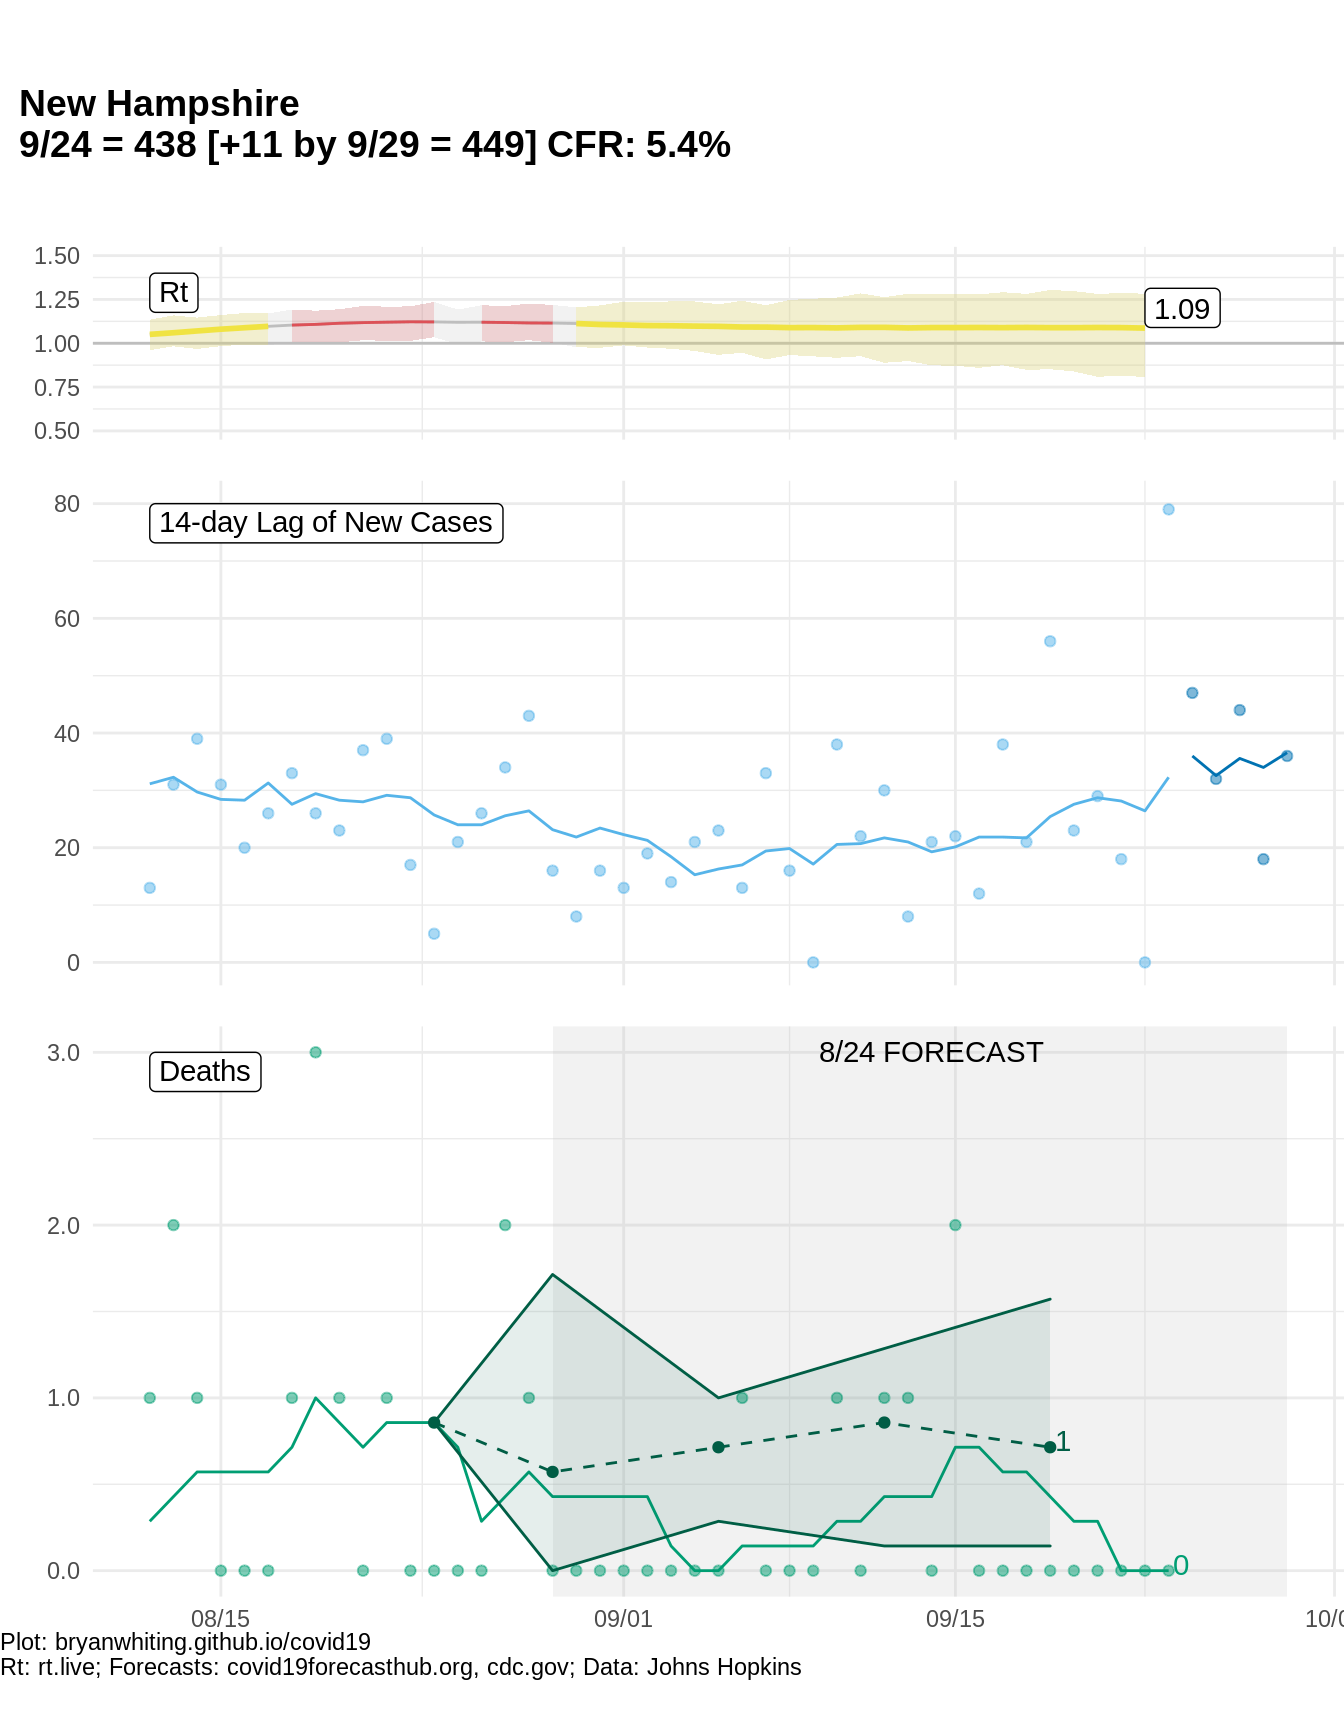 New Hampshire
9/24 = 438 [+11 by 9/29 = 449] CFR: 5.4%
1.50
Rt
1.25
1.09
1.00
0.75
0.50
80
14-day Lag of New Cases
60
40
20
0
3.0
8/24 FORECAST
Deaths
2.0
1.0
1
0.0
0
08/15
09/01
09/15
10/0
Plot: bryanwhiting.github.io/covid19
Rt: rt.live; Forecasts: covid19forecasthub.org, cdc.gov; Data: Johns Hopkins